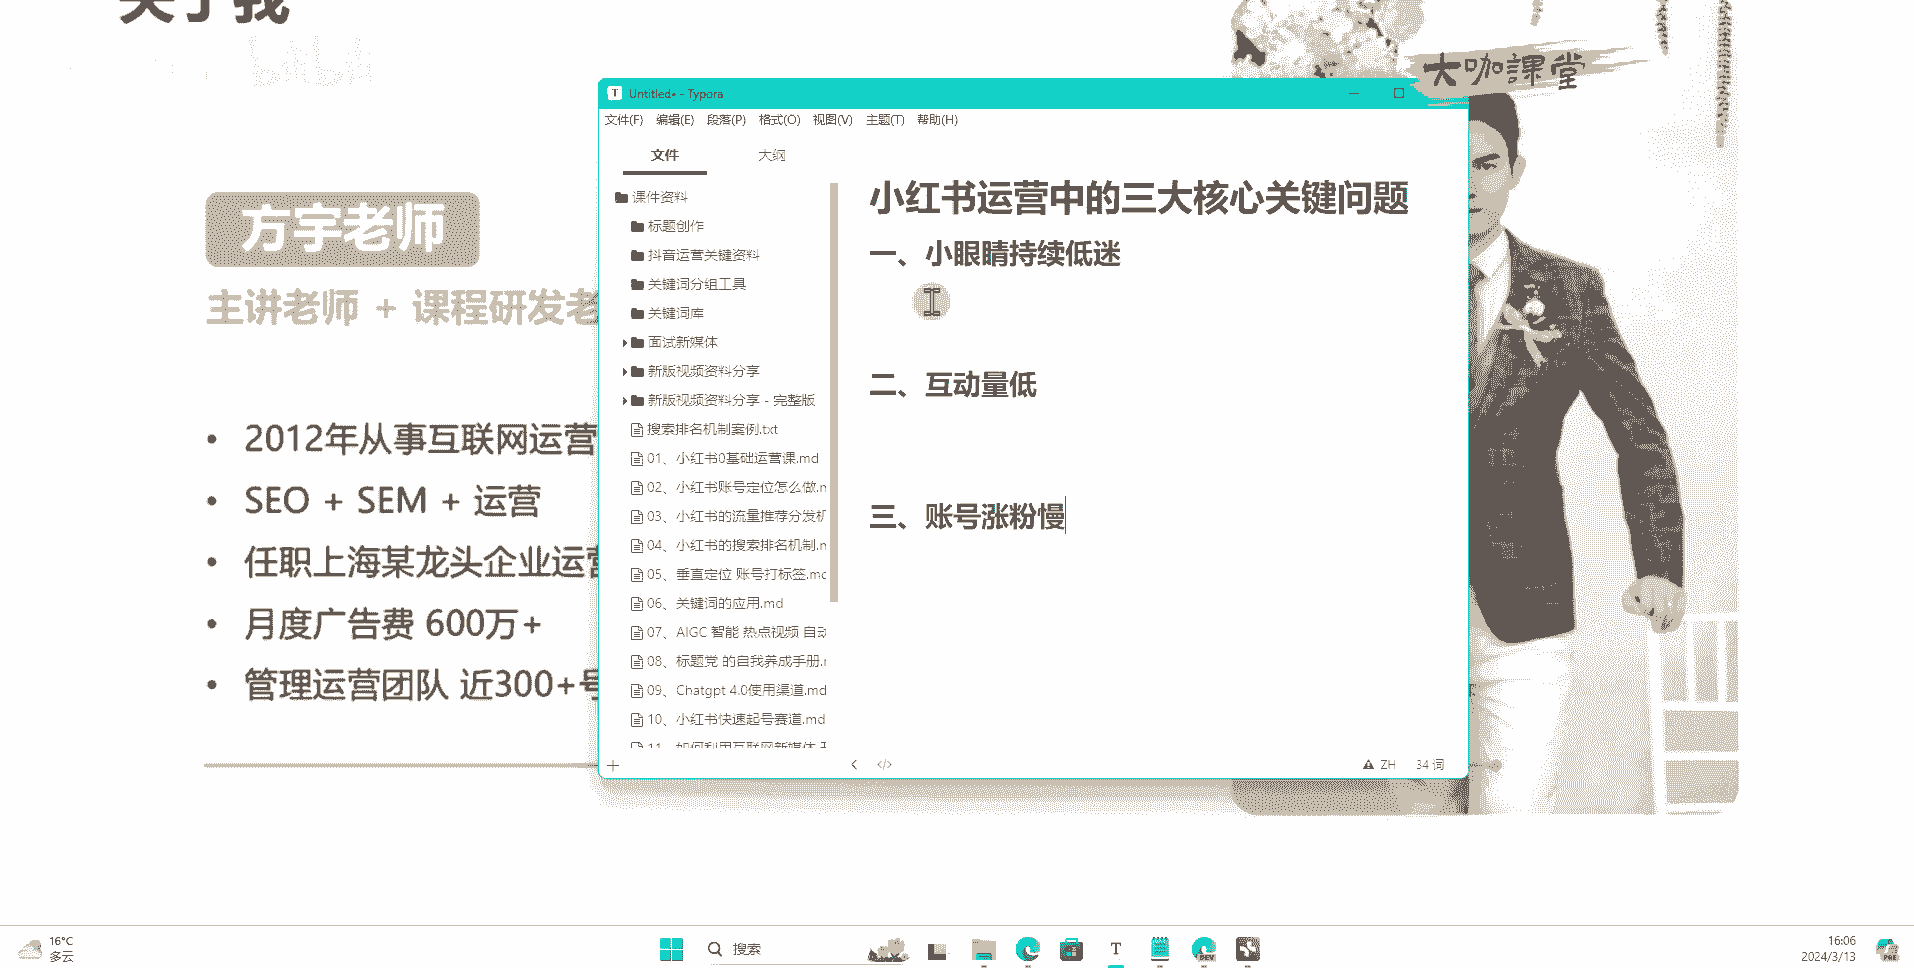 关于我
大咖課堂
方宇老师
主讲老师 + 课程研发老
2012年从事互联网运营
SEO + SEM + 运营
任职上海某龙头企业运营
月度广告费 600万+
管理运营团队 近300+号
Untitled• - Typora
文件(F) 编辑(E) 段落(P) 格式(O) 视图(V) 主题(T) 帮助(H)
文件 大纲
课件资料
标题创作
抖音运营关键资料
关键词分组工具
关键词库
面试新媒体
新版视频资料分享
新版视频资料分享 - 完整版
搜索排名机制案例.txt
01、小红书0基础运营课.md
02、小红书账号定位怎么做.m
03、小红书的流量推荐分发机
04、小红书的搜索排名机制.m
05、垂直定位 账号打标签.md
06、关键词的应用.md
07、AIGC 智能 热点视频 自动
08、标题党 的自我养成手册.m
09、Chatgpt 4.0使用渠道.md
10、小红书快速起号赛道.md
11、如何利用互联网新媒体
小红书运营中的三大核心关键问题
一、小眼睛持续低迷
二、互动量低
三、账号涨粉慢
ZH 34 词
16°C
多云
搜索
16:06
2024/3/13